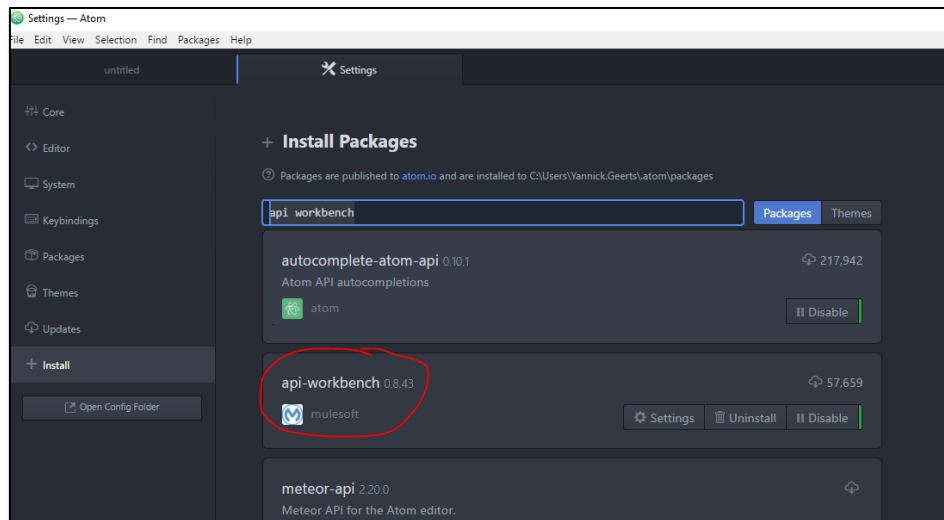 Settings — Atom
File Edit View Selection Find Packages Help
untitled
Settings
Core
Editor
System
Keybindings
Packages
Themes
Updates
Install
Open Config Folder
Install Packages
Packages are published to atom.io and are installed to C:\Users\Yannick.Geerts\.atom\packages
api workbench
Packages Themes
autocomplete-atom-api 0.10.1 217,942
Atom API autocompletions
atom
Disable
api-workbench 0.8.43 57,659
mulesoft
Settings Uninstall Disable
meteor-api 2.20.0
Meteor API for the Atom editor.